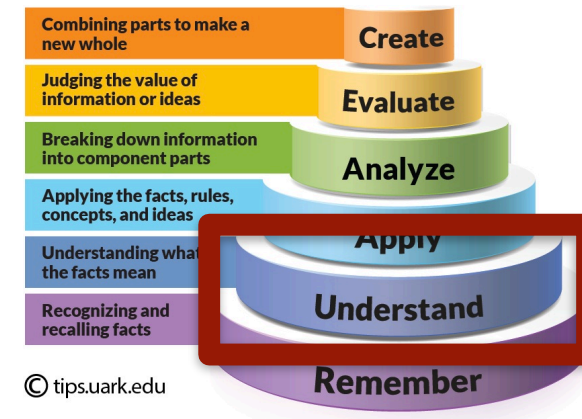 Combining parts to make a
new whole
Create
Judging the value of
information or ideas
Evaluate
Breaking down information
into component parts
Analyze
Applying the facts, rules,
concepts, and ideas
Apply
Understanding what
the facts mean
Understand
Recognizing and
recalling facts
Remember
© tips.uark.edu